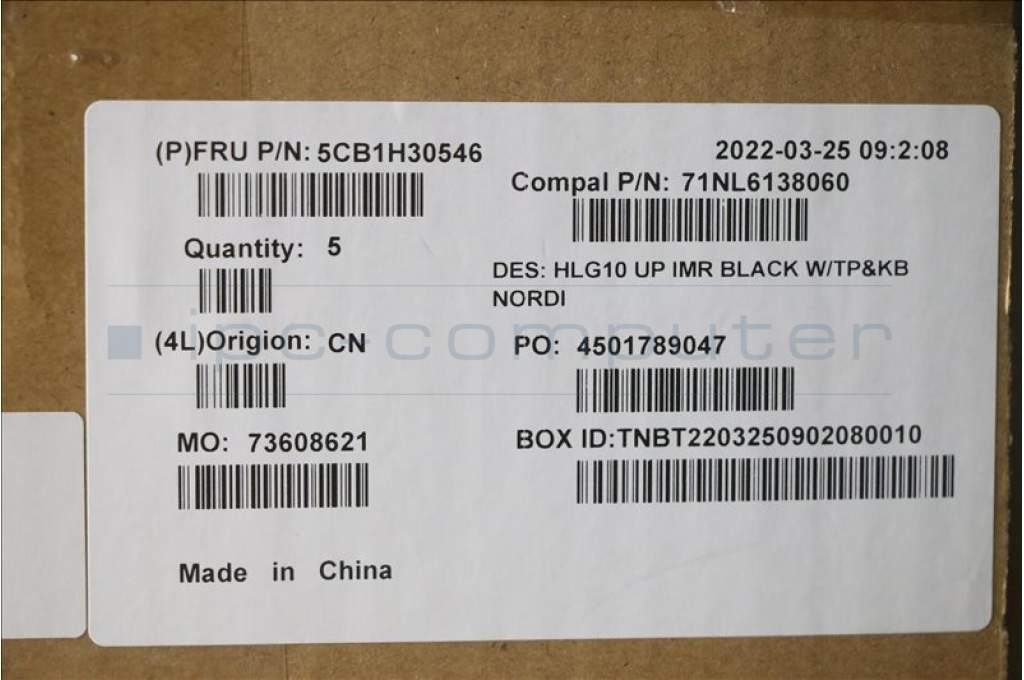 (P)FRU P/N: 5CB1H30546
2022-03-25 09:2:08
Compal P/N: 71NL6138060
Quantity: 5
DES: HLG10 UP IMR BLACK W/TP&KB
NORDI
(4L)Origion: CN
PO: 4501789047
ipc-computer
MO: 73608621
BOX ID:TNBT2203250902080010
Made in China